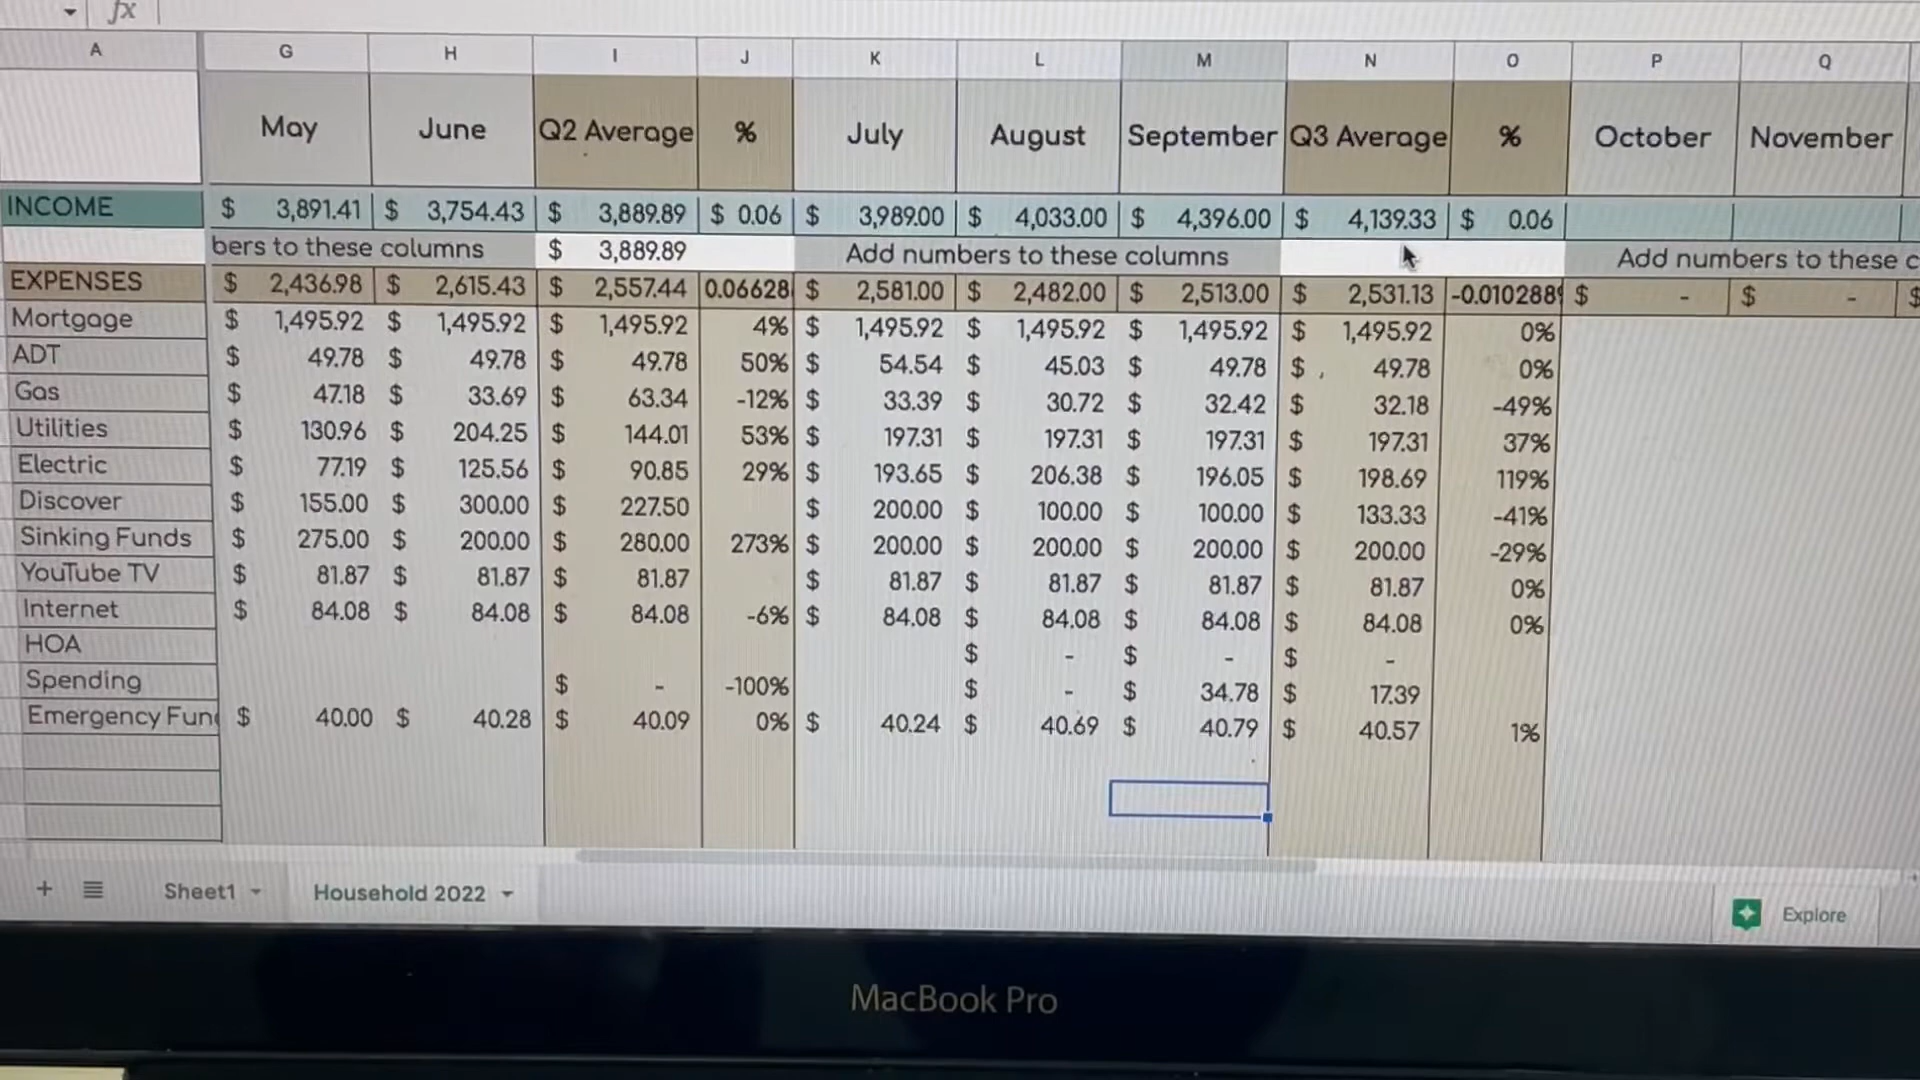 fx
A G H I J K L M N O P Q
May June Q2 Average % July August September Q3 Average % October November
INCOME $ 3,891.41 $ 3,754.43 $ 3,889.89 $ 0.06 $ 3,989.00 $ 4,033.00 $ 4,396.00 $ 4,139.33 $ 0.06
bers to these columns $ 3,889.89 Add numbers to these columns Add numbers to these c
EXPENSES $ 2,436.98 $ 2,615.43 $ 2,557.44 0.06628 $ 2,581.00 $ 2,482.00 $ 2,513.00 $ 2,531.13 -0.010288 $ - $ - $
Mortgage $ 1,495.92 $ 1,495.92 $ 1,495.92 4% $ 1,495.92 $ 1,495.92 $ 1,495.92 $ 1,495.92 0%
ADT $ 49.78 $ 49.78 $ 49.78 50% $ 54.54 $ 45.03 $ 49.78 $ 49.78 0%
Gas $ 47.18 $ 33.69 $ 63.34 -12% $ 33.39 $ 30.72 $ 32.42 $ 32.18 -49%
Utilities $ 130.96 $ 204.25 $ 144.01 53% $ 197.31 $ 197.31 $ 197.31 $ 197.31 37%
Electric $ 77.19 $ 125.56 $ 90.85 29% $ 193.65 $ 206.38 $ 196.05 $ 198.69 119%
Discover $ 155.00 $ 300.00 $ 227.50 $ 200.00 $ 100.00 $ 100.00 $ 133.33 -41%
Sinking Funds $ 275.00 $ 200.00 $ 280.00 273% $ 200.00 $ 200.00 $ 200.00 $ 200.00 -29%
YouTube TV $ 81.87 $ 81.87 $ 81.87 $ 81.87 $ 81.87 $ 81.87 $ 81.87 0%
Internet $ 84.08 $ 84.08 $ 84.08 -6% $ 84.08 $ 84.08 $ 84.08 $ 84.08 0%
HOA $ - $ - $ -
Spending $ - -100% $ - $ 34.78 $ 17.39
Emergency Fun $ 40.00 $ 40.28 $ 40.09 0% $ 40.24 $ 40.69 $ 40.79 $ 40.57 1%
+ Sheet1 Household 2022 Explore
MacBook Pro